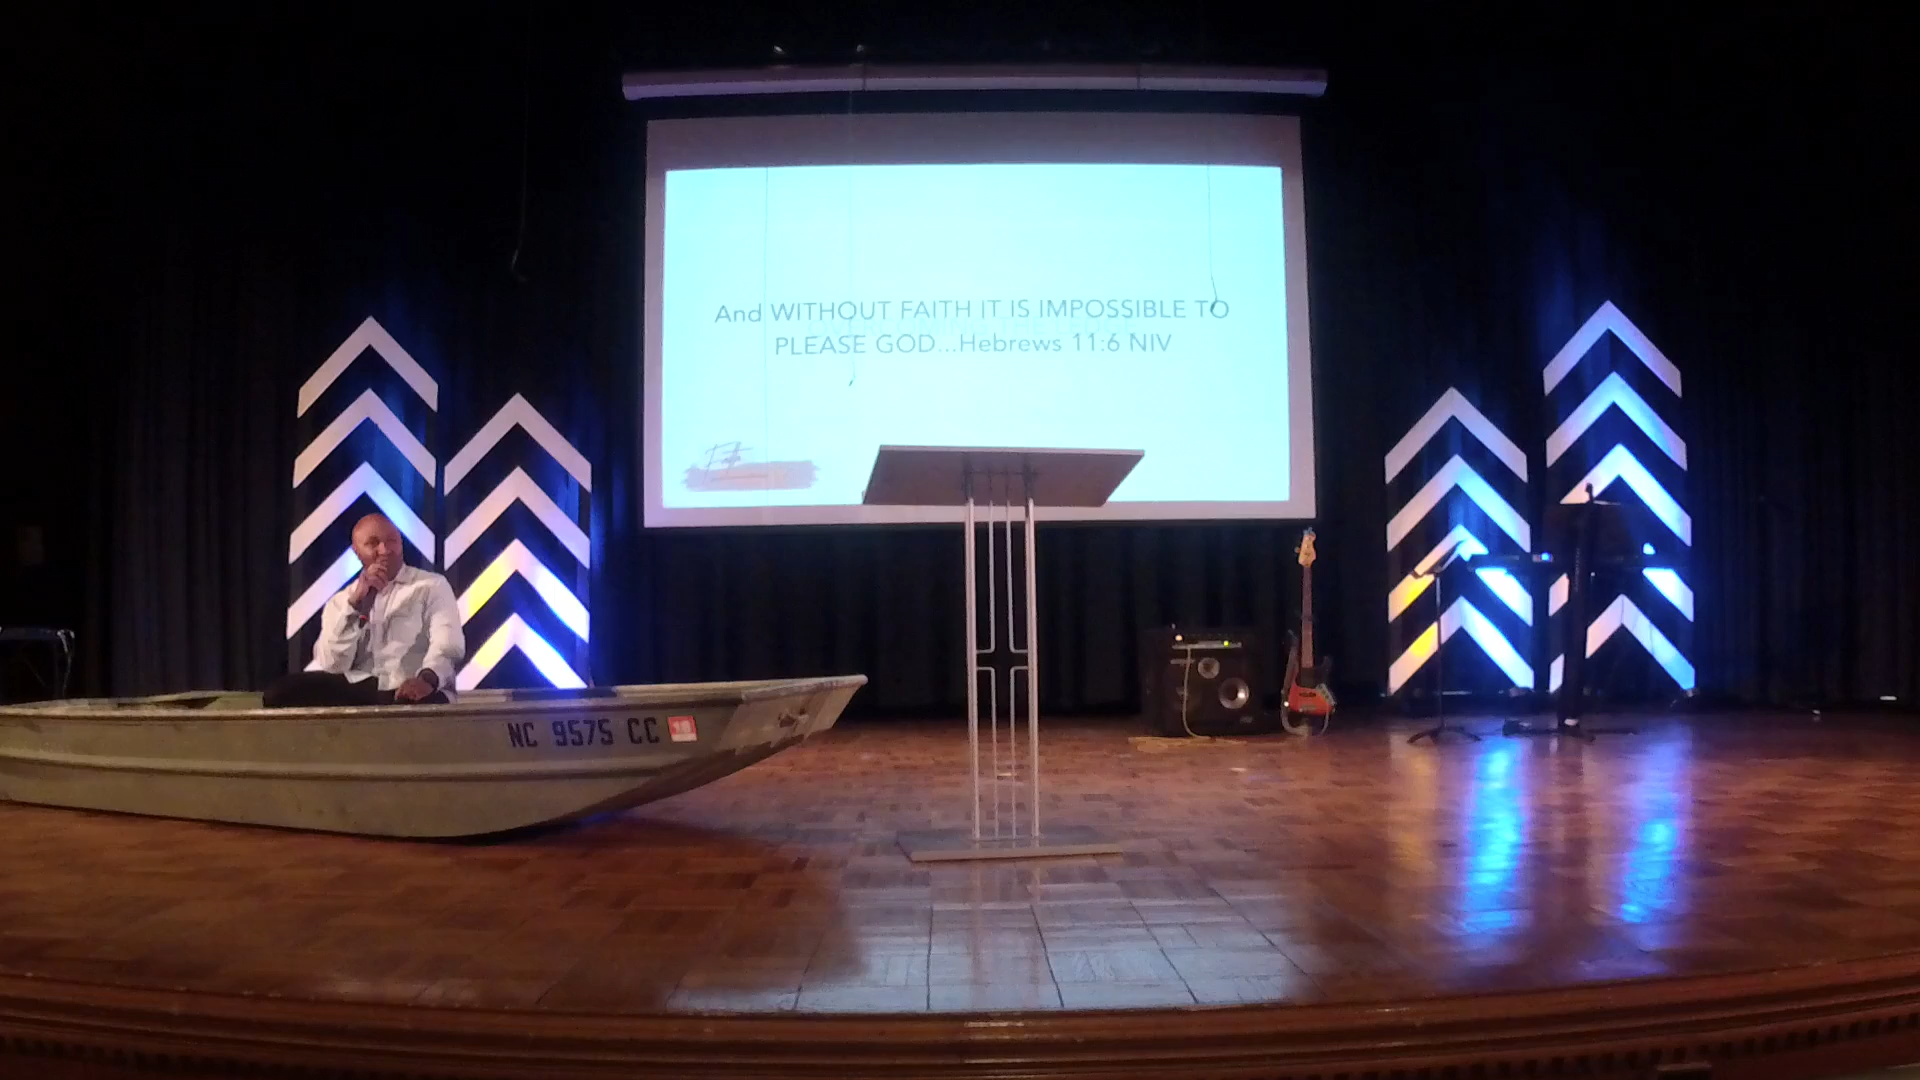 And WITHOUT FAITH IT IS IMPOSSIBLE TO
PLEASE GOD...Hebrews 11:6 NIV
NC 9575 CC